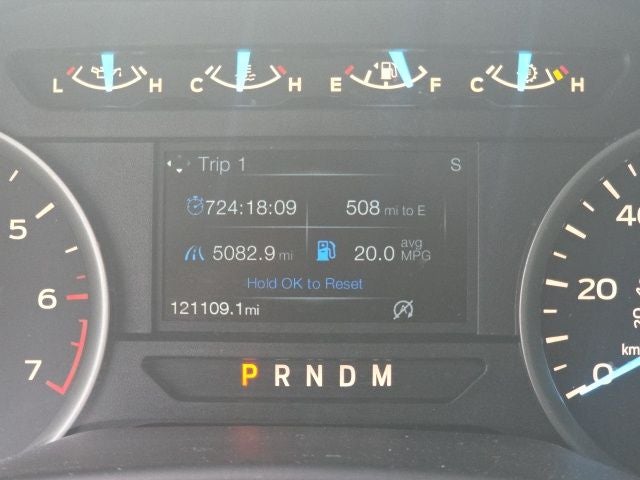 L H C H E F C H
Trip 1 S
724:18:09 508 mi to E
5082.9 mi 20.0 avg MPG
Hold OK to Reset
121109.1mi
P R N D M
5
6
7
40
20
0
km